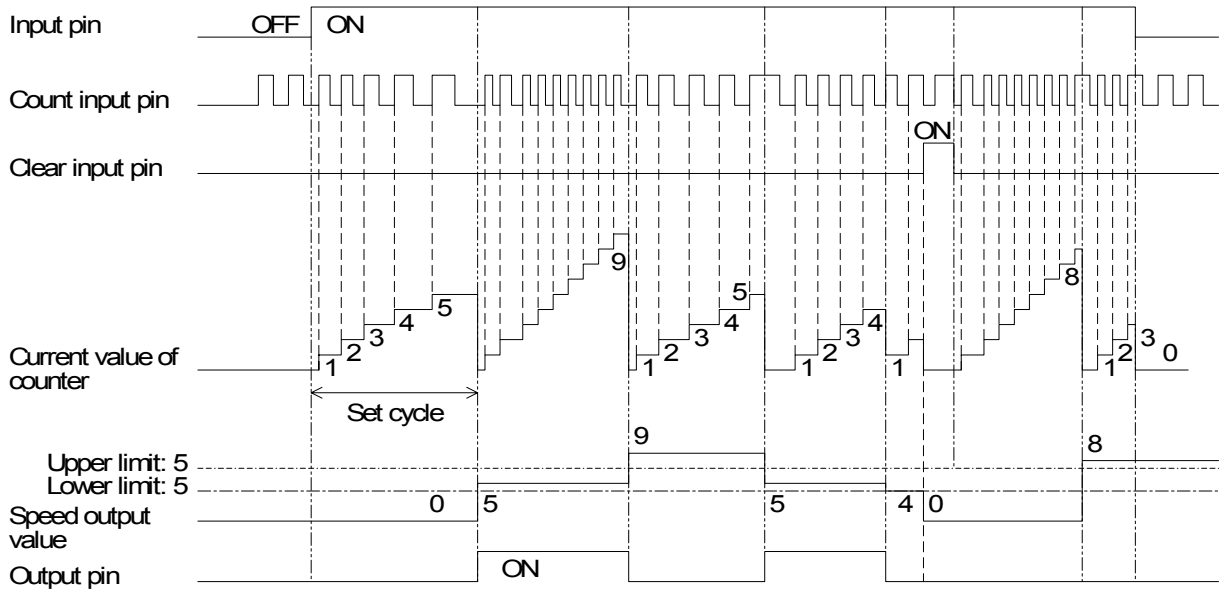 Input pin OFF ON
Count input pin
ON
Clear input pin
9
8
5 5
4 4
3 3 3
2 2 2 2 3
Current value of counter 1 1 1 1 1 0
Set cycle
9 8
Upper limit: 5
Lower limit: 5
Speed output value 0 5 5 4 0
Output pin ON